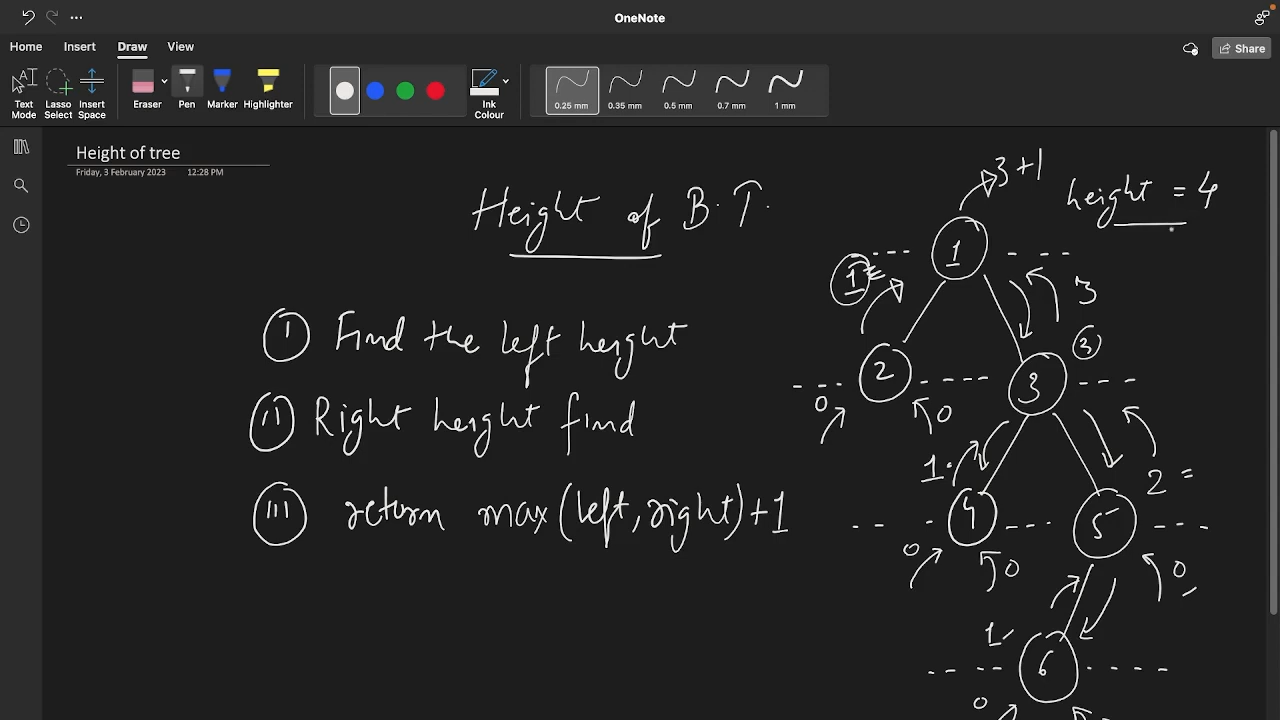 OneNote
Home Insert Draw View
Share
Text Mode
Lasso Select
Insert Space
Eraser
Pen
Marker
Highlighter
0.25 mm
0.35 mm
0.5 mm
0.7 mm
1 mm
Ink Colour
Height of tree
Friday, 3 February 2023 12:28 PM
Height of B.T.
3+1
height = 4
1
1
3
(I) Find the left height
3
2
3
0
0
(II) Right height find
1
2 =
(III) return max(left, right)+1
4
5
0
0
0
1
6
0